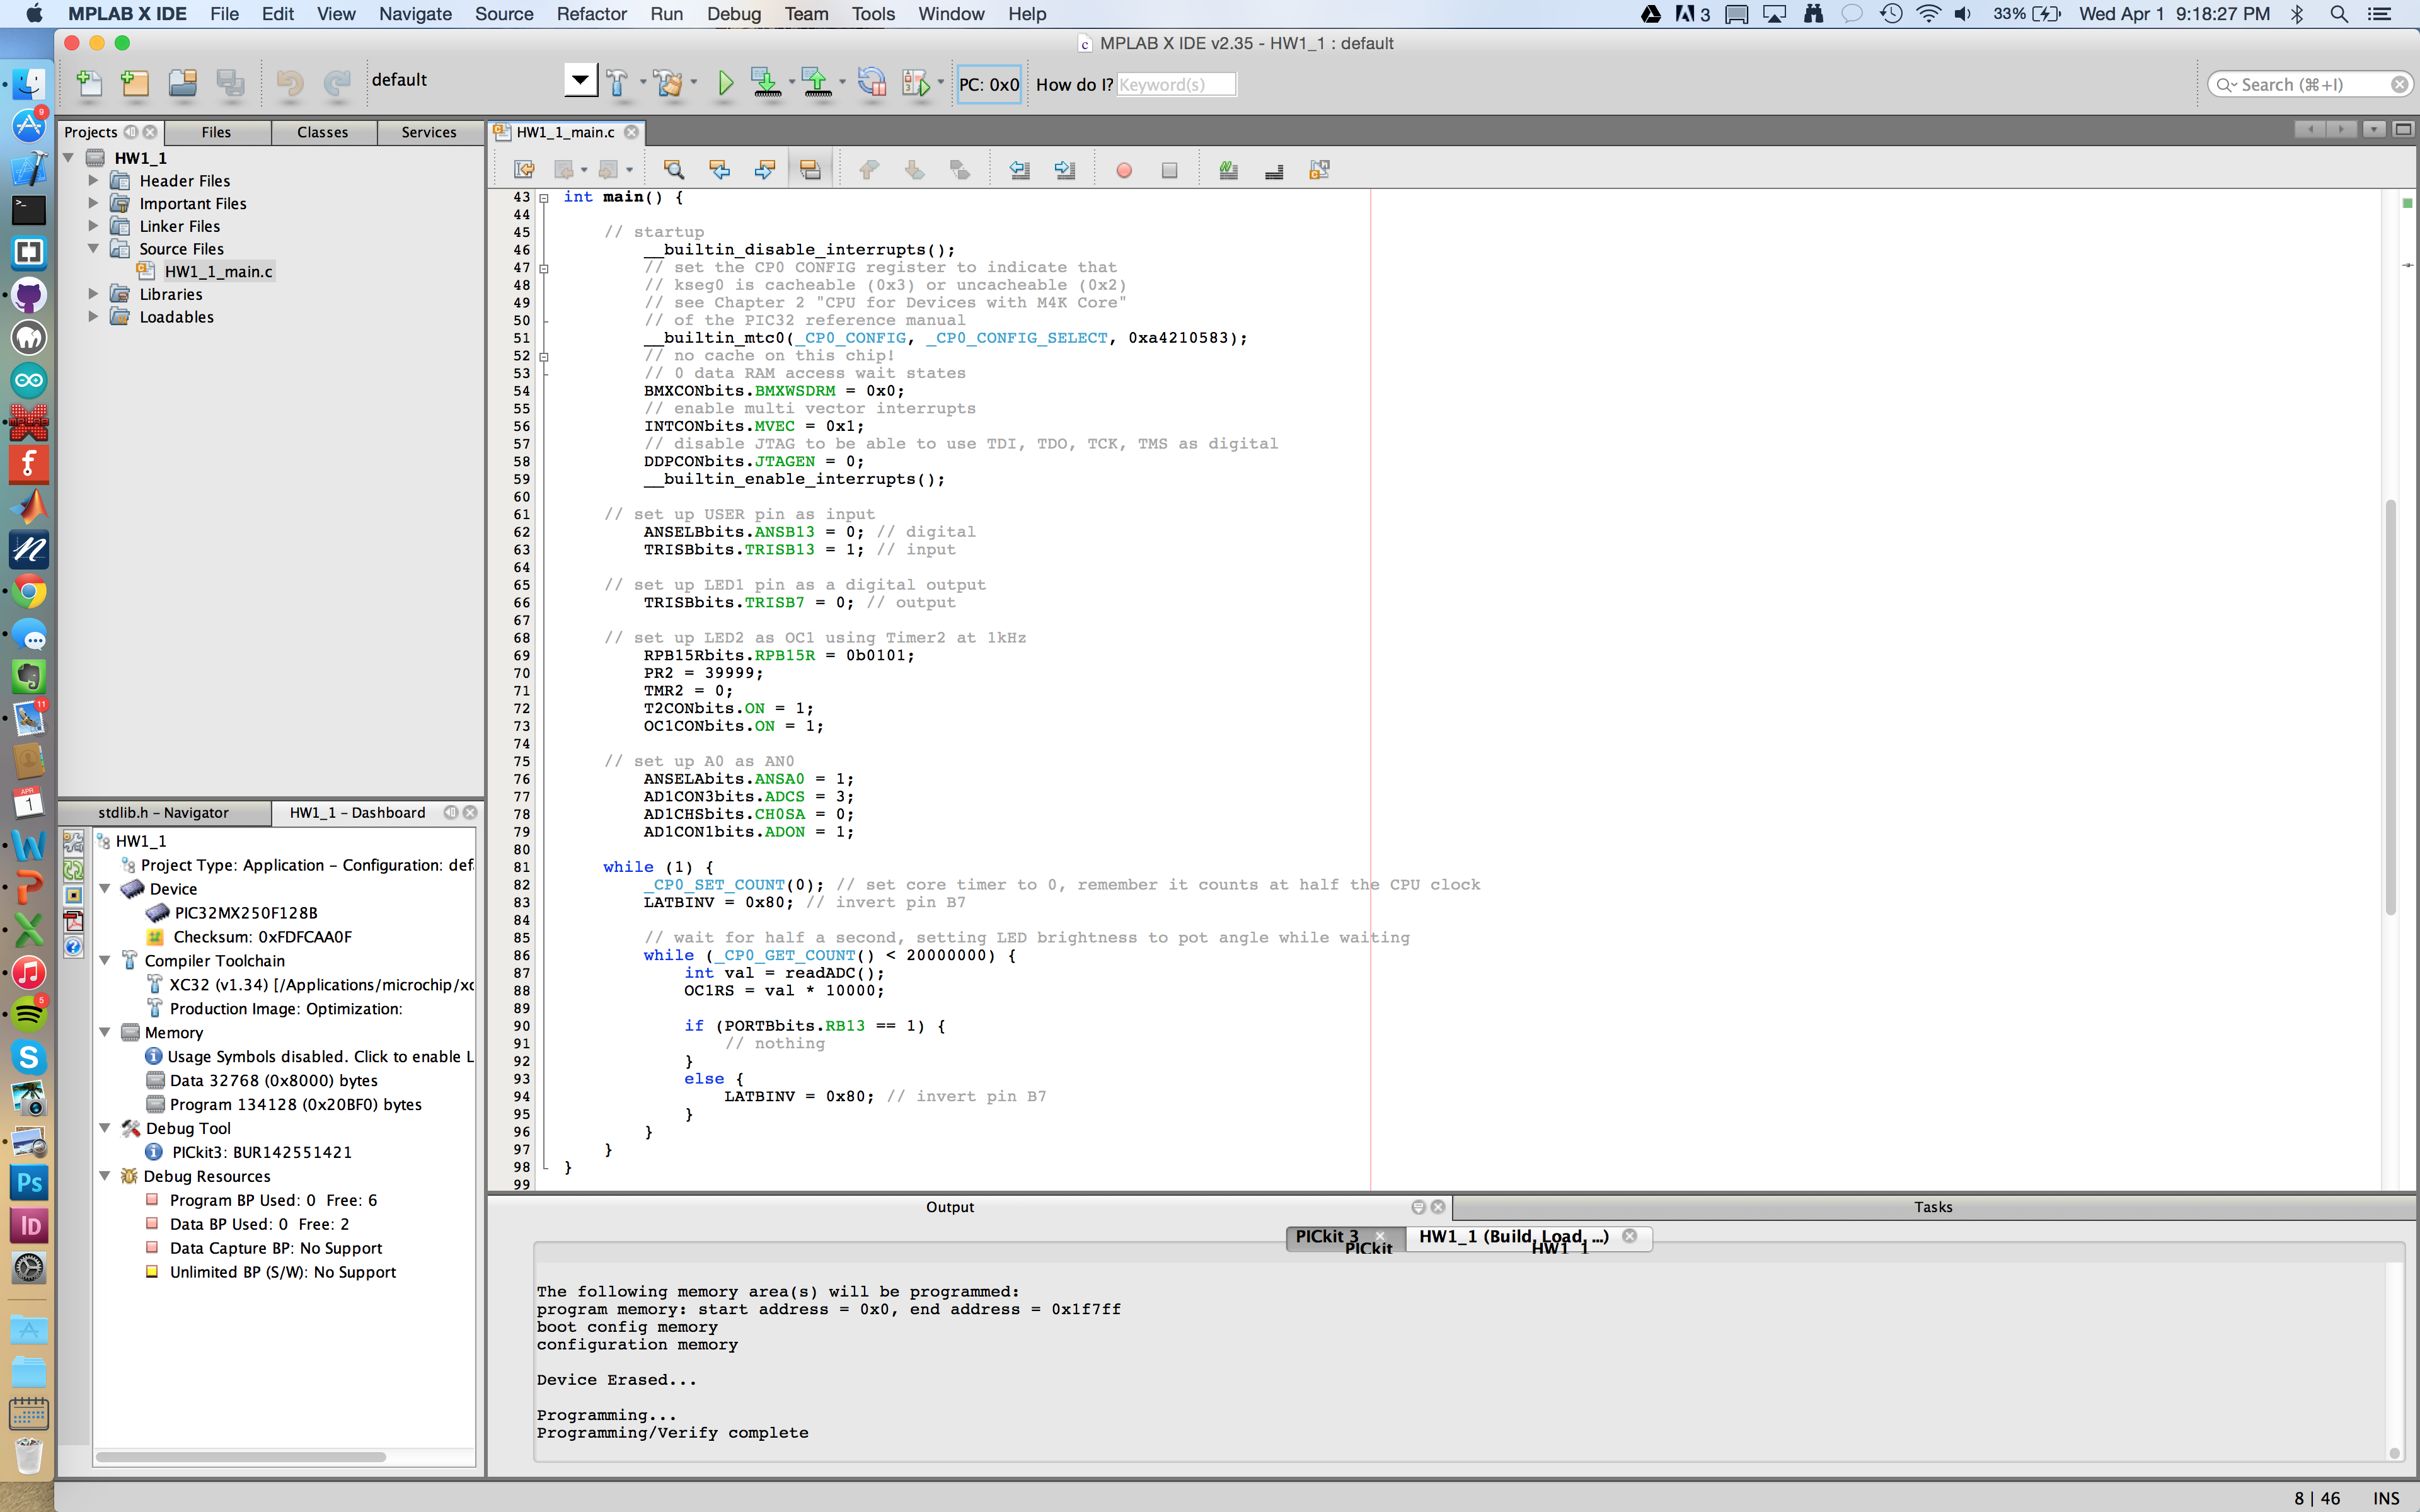 MPLAB X IDE File Edit View Navigate Source Refactor Run Debug Team Tools Window Help 3 33% Wed Apr 1 9:18:27 PM
MPLAB X IDE v2.35 - HW1_1 : default
default PC: 0x0 How do I? Keyword(s) Search (⌘+I)
Projects Files Classes Services
HW1_1
Header Files
Important Files
Linker Files
Source Files
HW1_1_main.c
Libraries
Loadables
HW1_1_main.c
43 int main() {
44
45 // startup
46 __builtin_disable_interrupts();
47 // set the CP0 CONFIG register to indicate that
48 // kseg0 is cacheable (0x3) or uncacheable (0x2)
49 // see Chapter 2 "CPU for Devices with M4K Core"
50 // of the PIC32 reference manual
51 __builtin_mtc0(_CP0_CONFIG, _CP0_CONFIG_SELECT, 0xa4210583);
52 // no cache on this chip!
53 // 0 data RAM access wait states
54 BMXCONbits.BMXWSDRM = 0x0;
55 // enable multi vector interrupts
56 INTCONbits.MVEC = 0x1;
57 // disable JTAG to be able to use TDI, TDO, TCK, TMS as digital
58 DDPCONbits.JTAGEN = 0;
59 __builtin_enable_interrupts();
60
61 // set up USER pin as input
62 ANSELBbits.ANSB13 = 0; // digital
63 TRISBbits.TRISB13 = 1; // input
64
65 // set up LED1 pin as a digital output
66 TRISBbits.TRISB7 = 0; // output
67
68 // set up LED2 as OC1 using Timer2 at 1kHz
69 RPB15Rbits.RPB15R = 0b0101;
70 PR2 = 39999;
71 TMR2 = 0;
72 T2CONbits.ON = 1;
73 OC1CONbits.ON = 1;
74
75 // set up A0 as AN0
76 ANSELAbits.ANSA0 = 1;
77 AD1CON3bits.ADCS = 3;
78 AD1CHSbits.CH0SA = 0;
79 AD1CON1bits.ADON = 1;
80
81 while (1) {
82 _CP0_SET_COUNT(0); // set core timer to 0, remember it counts at half the CPU clock
83 LATBINV = 0x80; // invert pin B7
84
85 // wait for half a second, setting LED brightness to pot angle while waiting
86 while (_CP0_GET_COUNT() < 20000000) {
87 int val = readADC();
88 OC1RS = val * 10000;
89
90 if (PORTBbits.RB13 == 1) {
91 // nothing
92 }
93 else {
94 LATBINV = 0x80; // invert pin B7
95 }
96 }
97 }
98 }
99
stdlib.h – Navigator HW1_1 – Dashboard
HW1_1
Project Type: Application – Configuration: def
Device
PIC32MX250F128B
Checksum: 0xFDFCAA0F
Compiler Toolchain
XC32 (v1.34) [/Applications/microchip/xc
Production Image: Optimization:
Memory
Usage Symbols disabled. Click to enable L
Data 32768 (0x8000) bytes
Program 134128 (0x20BF0) bytes
Debug Tool
PICkit3: BUR142551421
Debug Resources
Program BP Used: 0 Free: 6
Data BP Used: 0 Free: 2
Data Capture BP: No Support
Unlimited BP (S/W): No Support
Output Tasks
PICkit 3 HW1_1 (Build, Load, ...)
PICkit HW1_1
The following memory area(s) will be programmed:
program memory: start address = 0x0, end address = 0x1f7ff
boot config memory
configuration memory
Device Erased...
Programming...
Programming/Verify complete
8 | 46 INS
9
11
APR
1
5
Ps
ID